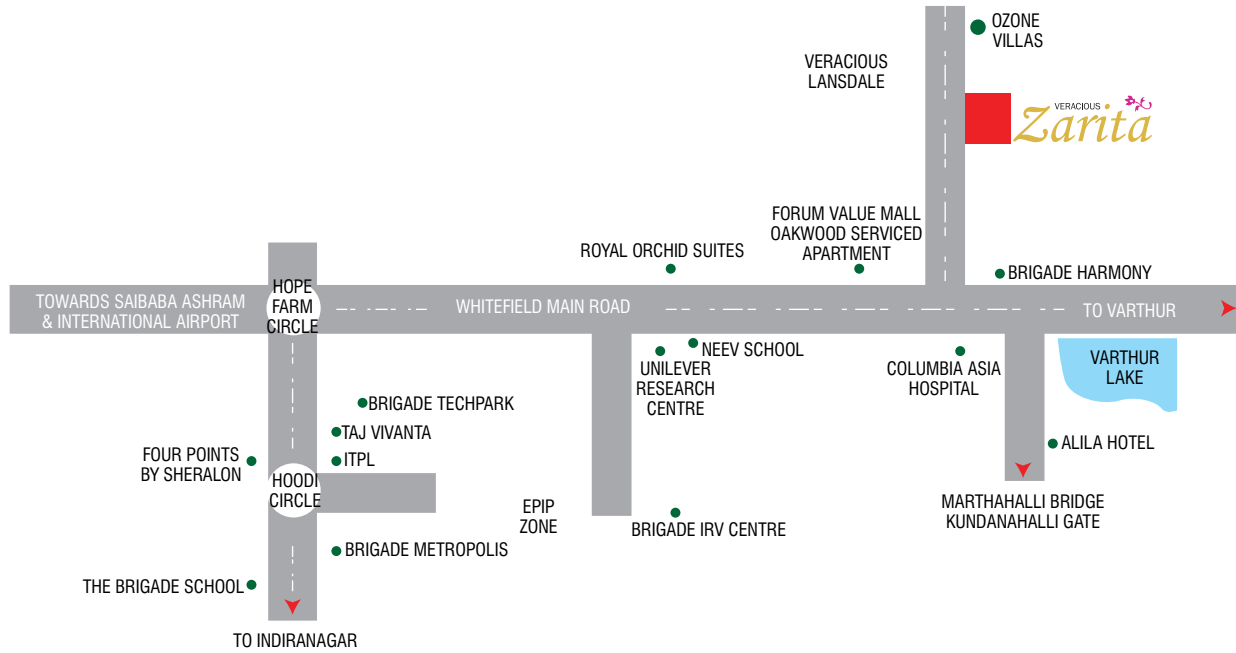 OZONE
VILLAS
VERACIOUS
LANSDALE
VERACIOUS
Zarita
FORUM VALUE MALL
OAKWOOD SERVICED
APARTMENT
ROYAL ORCHID SUITES
BRIGADE HARMONY
HOPE
FARM
CIRCLE
TOWARDS SAIBABA ASHRAM
& INTERNATIONAL AIRPORT
WHITEFIELD MAIN ROAD
TO VARTHUR
NEEV SCHOOL
UNILEVER
RESEARCH
CENTRE
COLUMBIA ASIA
HOSPITAL
VARTHUR
LAKE
BRIGADE TECHPARK
TAJ VIVANTA
ITPL
FOUR POINTS
BY SHERALON
ALILA HOTEL
HOODI
CIRCLE
EPIP
ZONE
BRIGADE IRV CENTRE
MARTHAHALLI BRIDGE
KUNDANAHALLI GATE
BRIGADE METROPOLIS
THE BRIGADE SCHOOL
TO INDIRANAGAR